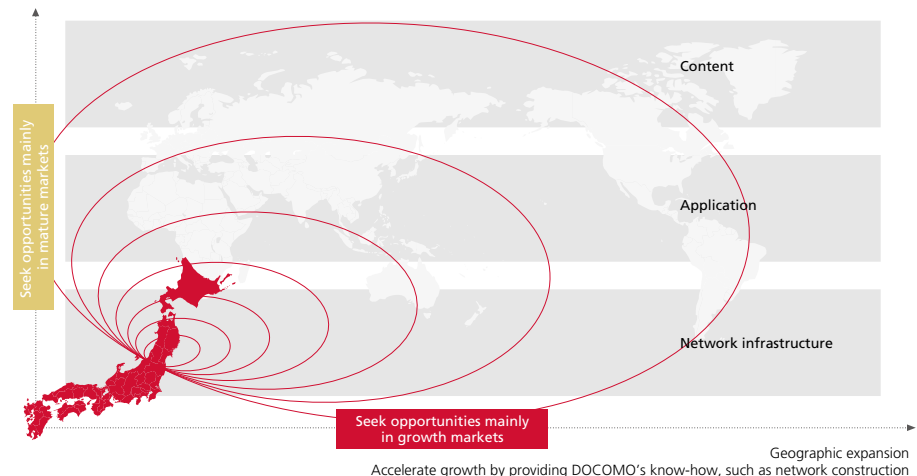 Content
Seek opportunities mainly
in mature markets
Application
Network infrastructure
Seek opportunities mainly
in growth markets
Geographic expansion
Accelerate growth by providing DOCOMO’s know-how, such as network construction